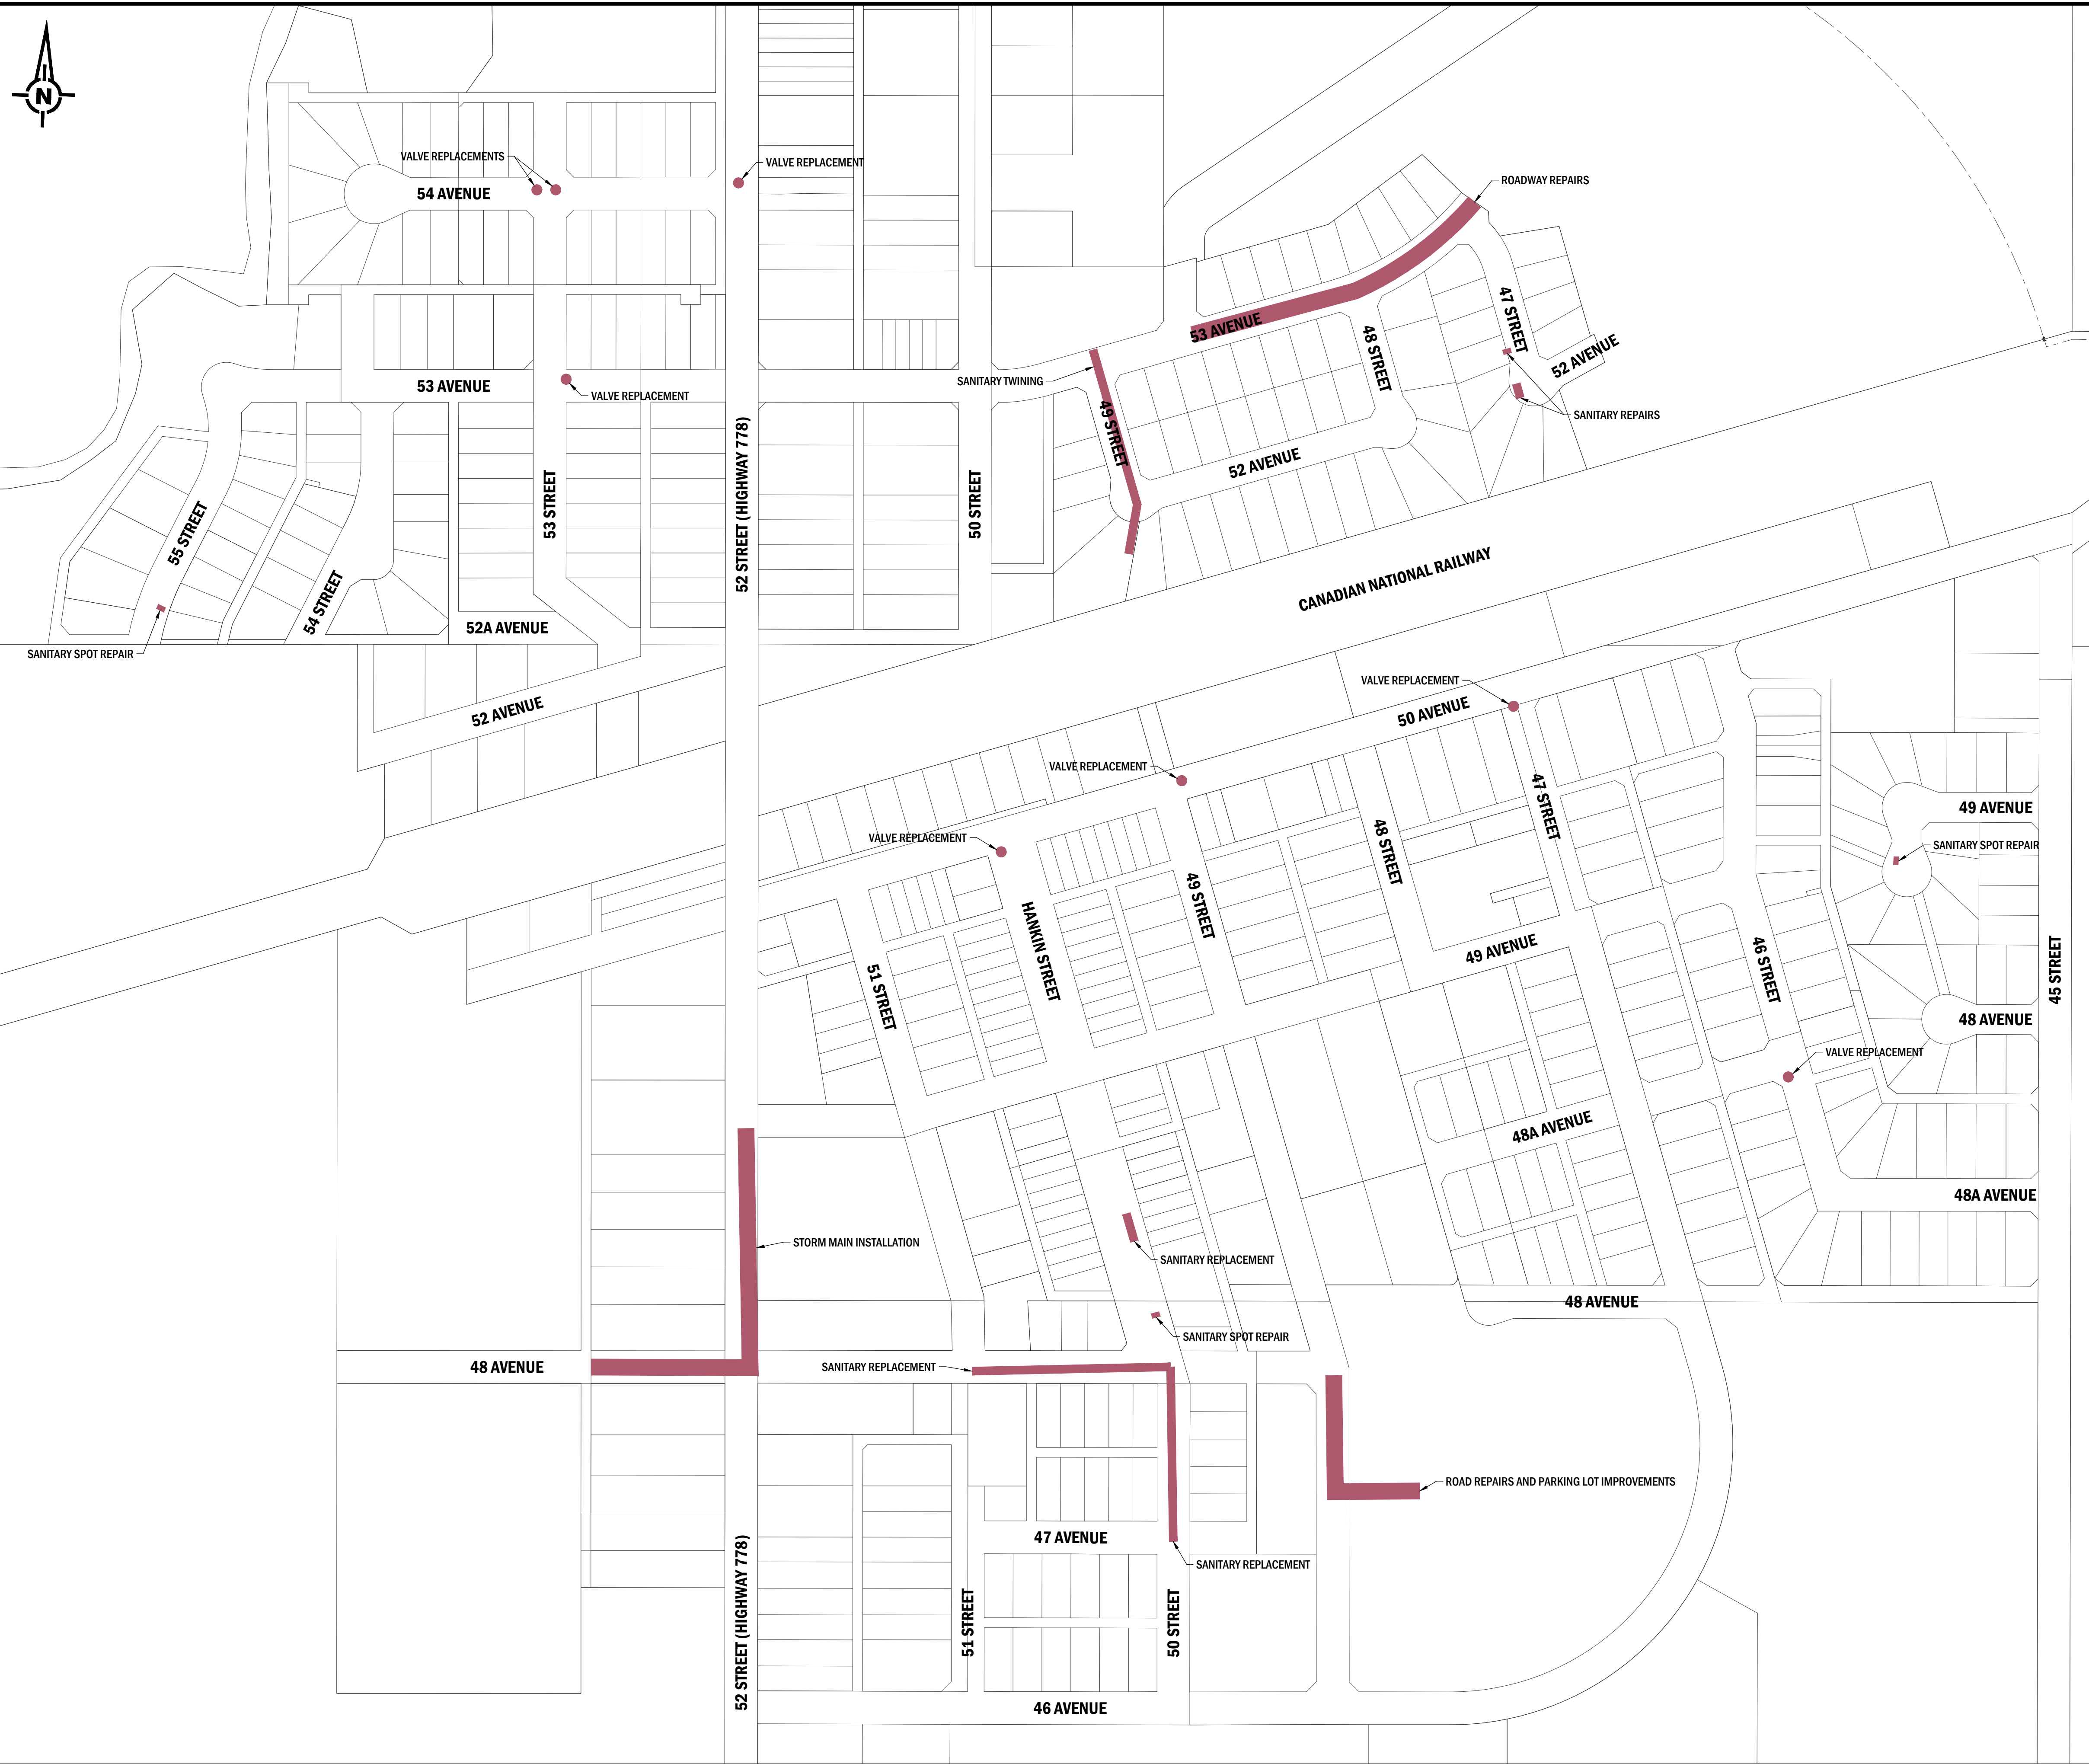 N
VALVE REPLACEMENTS
VALVE REPLACEMENT
54 AVENUE
ROADWAY REPAIRS
53 AVENUE
47 STREET
48 STREET
52 AVENUE
SANITARY TWINING
53 AVENUE
VALVE REPLACEMENT
49 STREET
SANITARY REPAIRS
52 STREET (HIGHWAY 778)
52 AVENUE
53 STREET
50 STREET
55 STREET
54 STREET
CANADIAN NATIONAL RAILWAY
52A AVENUE
SANITARY SPOT REPAIR
VALVE REPLACEMENT
52 AVENUE
50 AVENUE
VALVE REPLACEMENT
47 STREET
49 AVENUE
VALVE REPLACEMENT
48 STREET
SANITARY SPOT REPAIR
49 STREET
HANKIN STREET
49 AVENUE
51 STREET
46 STREET
45 STREET
48 AVENUE
VALVE REPLACEMENT
48A AVENUE
48A AVENUE
STORM MAIN INSTALLATION
SANITARY REPLACEMENT
48 AVENUE
SANITARY SPOT REPAIR
48 AVENUE
SANITARY REPLACEMENT
ROAD REPAIRS AND PARKING LOT IMPROVEMENTS
47 AVENUE
SANITARY REPLACEMENT
52 STREET (HIGHWAY 778)
51 STREET
50 STREET
46 AVENUE